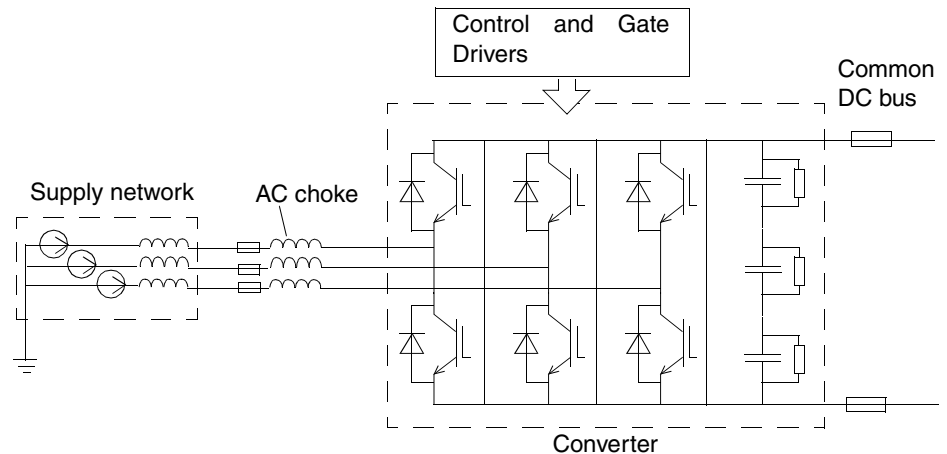 Control and Gate
Drivers
Common
DC bus
Supply network
AC choke
Converter